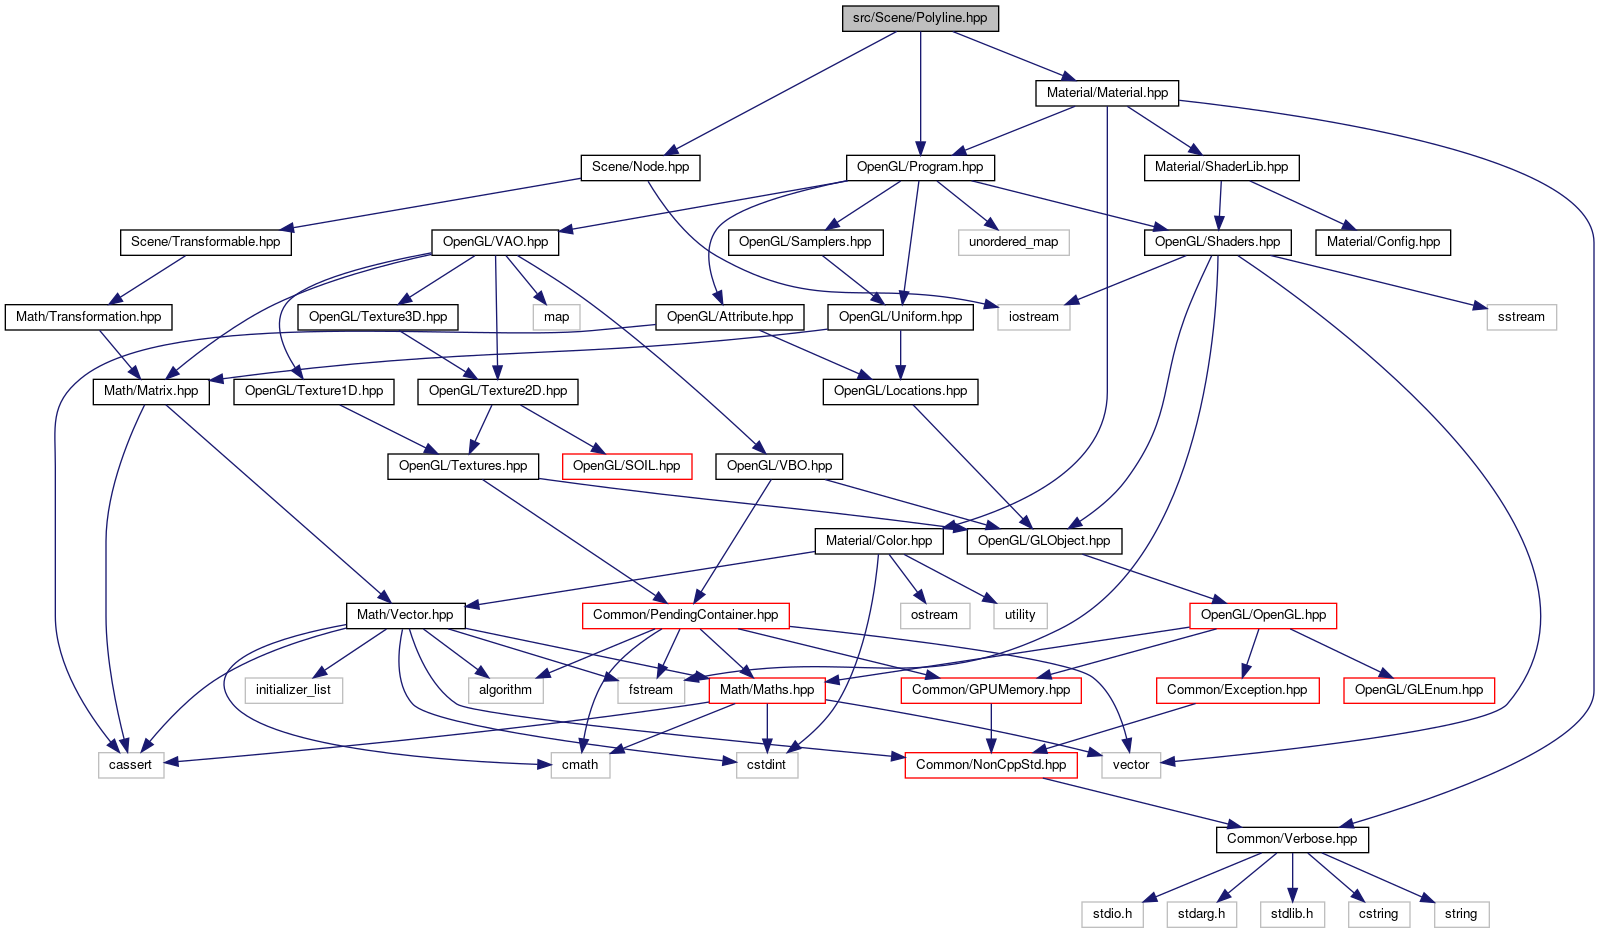 src/Scene/Polyline.hpp
Material/Material.hpp
Scene/Node.hpp
OpenGL/Program.hpp
Material/ShaderLib.hpp
Scene/Transformable.hpp
OpenGL/VAO.hpp
OpenGL/Samplers.hpp
unordered_map
OpenGL/Shaders.hpp
Material/Config.hpp
Math/Transformation.hpp
OpenGL/Texture3D.hpp
map
OpenGL/Attribute.hpp
OpenGL/Uniform.hpp
iostream
sstream
Math/Matrix.hpp
OpenGL/Texture1D.hpp
OpenGL/Texture2D.hpp
OpenGL/Locations.hpp
OpenGL/Textures.hpp
OpenGL/SOIL.hpp
OpenGL/VBO.hpp
Material/Color.hpp
OpenGL/GLObject.hpp
Math/Vector.hpp
Common/PendingContainer.hpp
ostream
utility
OpenGL/OpenGL.hpp
initializer_list
algorithm
fstream
Math/Maths.hpp
Common/GPUMemory.hpp
Common/Exception.hpp
OpenGL/GLEnum.hpp
cassert
cmath
cstdint
Common/NonCppStd.hpp
vector
Common/Verbose.hpp
stdio.h
stdarg.h
stdlib.h
cstring
string